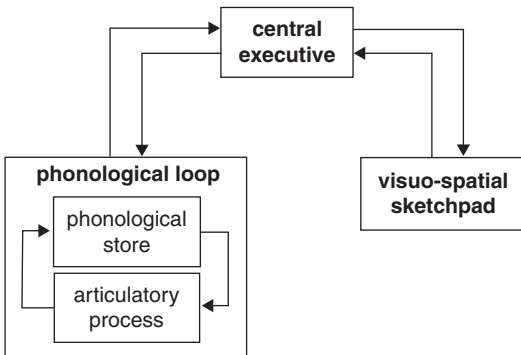 central
executive
phonological loop
phonological
store
articulatory
process
visuo-spatial
sketchpad